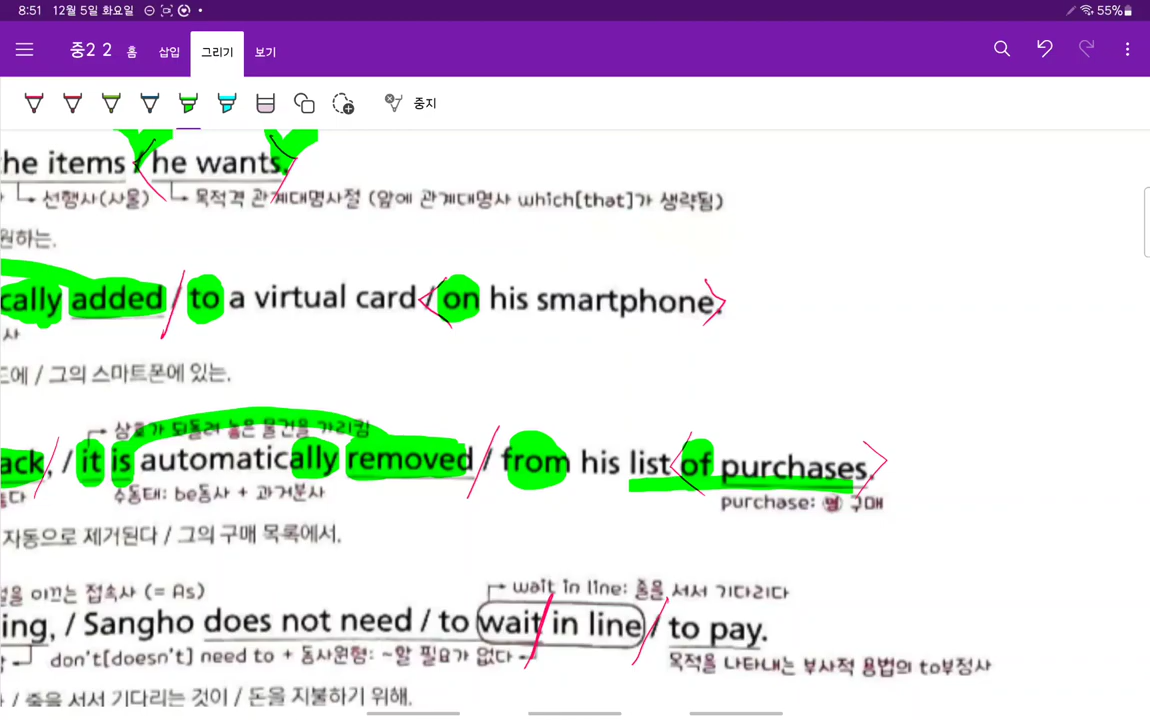 8:51 12월 5일 화요일 55%
중2 2 홈 삽입 그리기 보기
중지
he items / he wants.
선행사(사물) 목적격 관계대명사절 (앞에 관계대명사 which[that]가 생략됨)
원하는.
cally added / to a virtual card / on his smartphone.
사
드에 / 그의 스마트폰에 있는.
상호가 되돌려 놓은 물건을 가리킴
ack, / it is automatically removed / from his list of purchases.
수동태: be동사 + 과거분사 purchase: 명 구매
자동으로 제거된다 / 그의 구매 목록에서.
을 이끄는 접속사 (= As) wait in line: 줄을 서서 기다리다
ing, / Sangho does not need / to wait in line / to pay.
don't[doesn't] need to + 동사원형: ~할 필요가 없다 목적을 나타내는 부사적 용법의 to부정사
/ 줄을 서서 기다리는 것이 / 돈을 지불하기 위해.